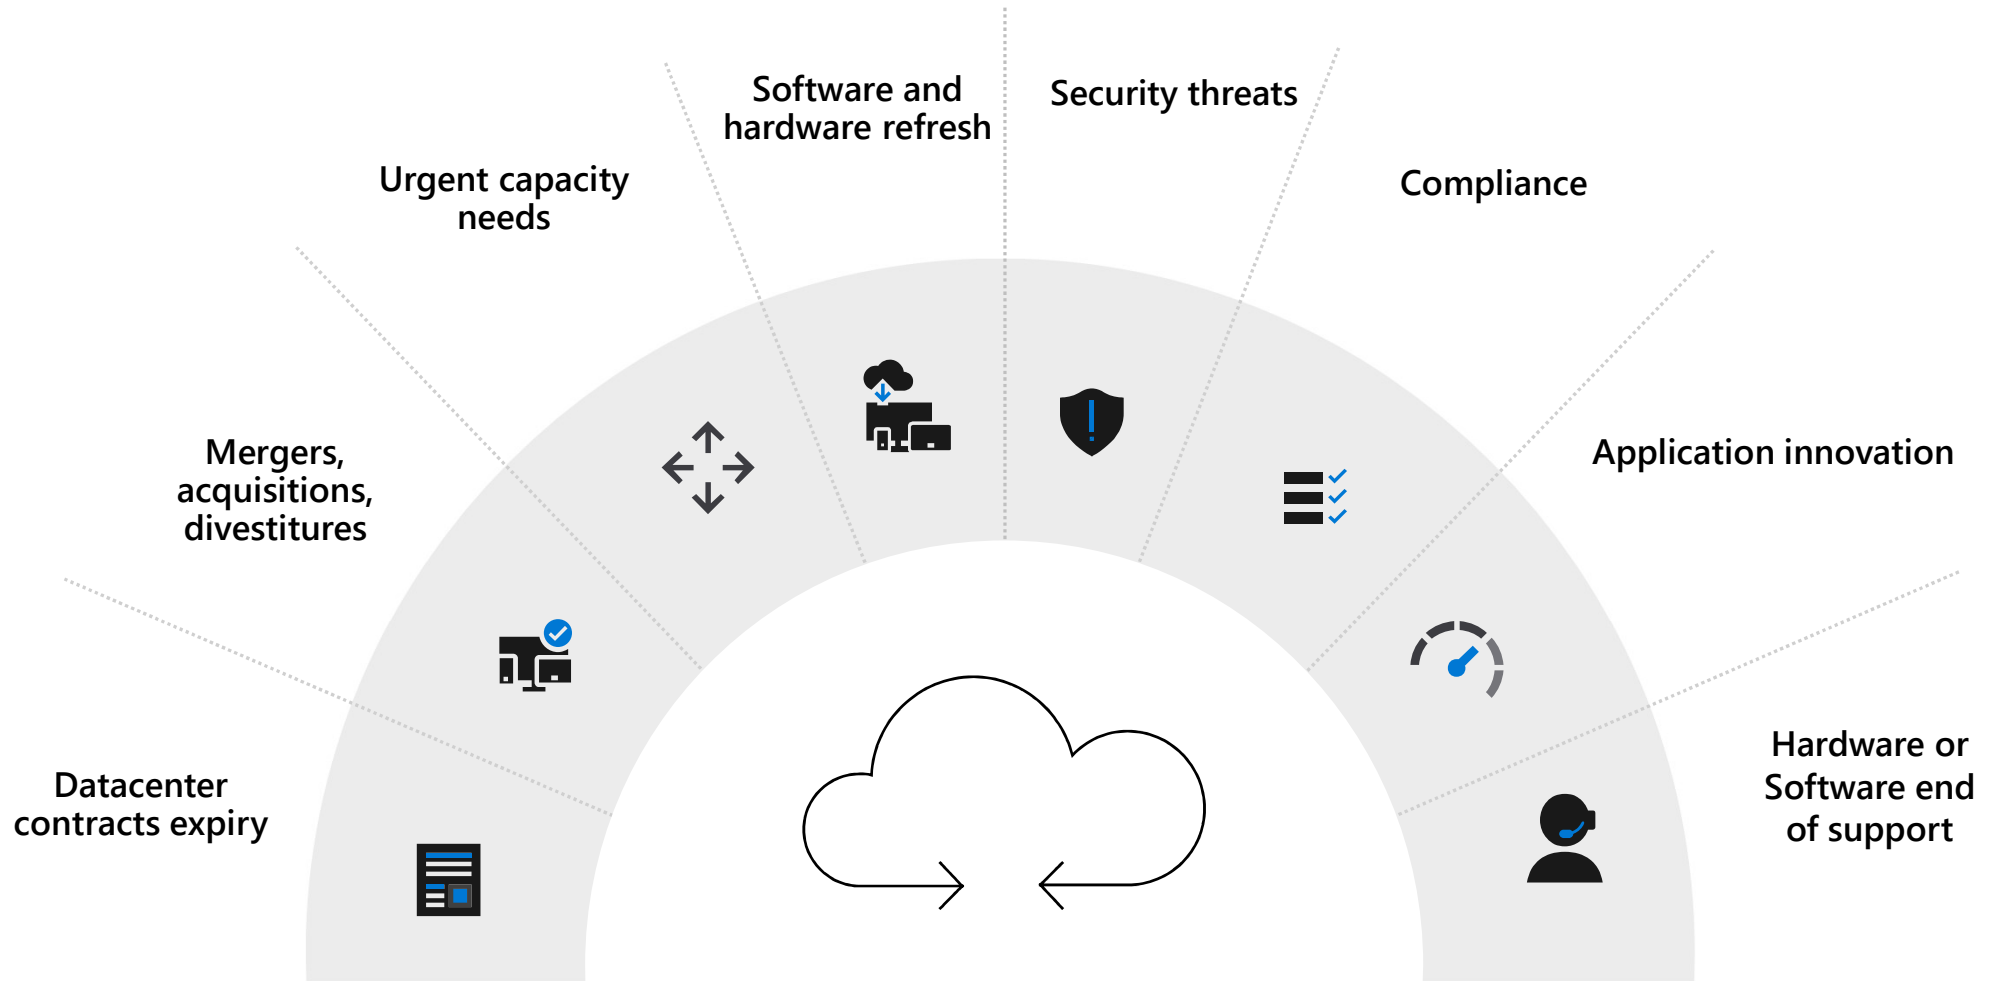 Datacenter
contracts expiry
Mergers,
acquisitions,
divestitures
Urgent capacity
needs
Software and
hardware refresh
Security threats
Compliance
Application innovation
Hardware or
Software end
of support